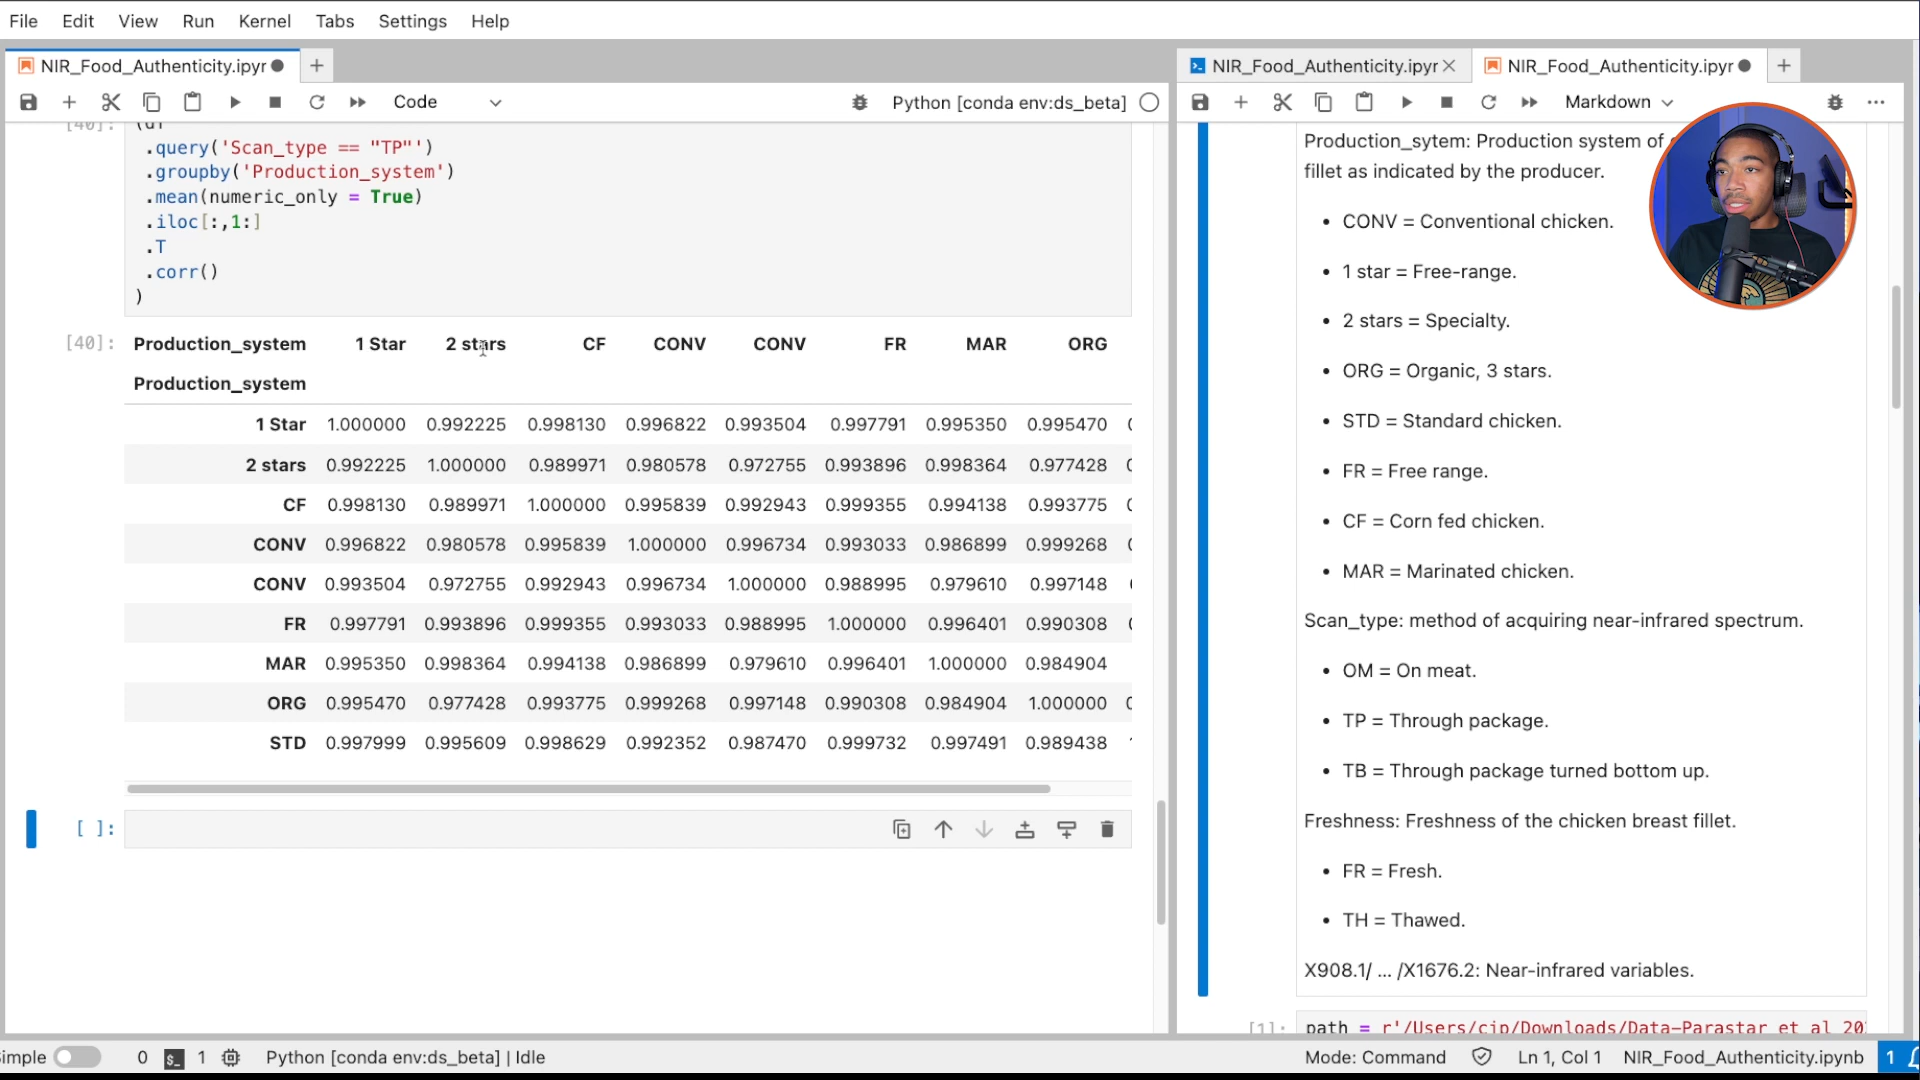 File Edit View Run Kernel Tabs Settings Help
NIR_Food_Authenticity.ipyr
Code
Python [conda env:ds_beta]
[40]:
.query('Scan_type == "TP"')
.groupby('Production_system')
.mean(numeric_only = True)
.iloc[:,1:]
.T
.corr()
)
[40]:
Production_system 1 Star 2 stars CF CONV CONV FR MAR ORG
Production_system
1 Star 1.000000 0.992225 0.998130 0.996822 0.993504 0.997791 0.995350 0.995470
2 stars 0.992225 1.000000 0.989971 0.980578 0.972755 0.993896 0.998364 0.977428
CF 0.998130 0.989971 1.000000 0.995839 0.992943 0.999355 0.994138 0.993775
CONV 0.996822 0.980578 0.995839 1.000000 0.996734 0.993033 0.986899 0.999268
CONV 0.993504 0.972755 0.992943 0.996734 1.000000 0.988995 0.979610 0.997148
FR 0.997791 0.993896 0.999355 0.993033 0.988995 1.000000 0.996401 0.990308
MAR 0.995350 0.998364 0.994138 0.986899 0.979610 0.996401 1.000000 0.984904
ORG 0.995470 0.977428 0.993775 0.999268 0.997148 0.990308 0.984904 1.000000
STD 0.997999 0.995609 0.998629 0.992352 0.987470 0.999732 0.997491 0.989438
[ ]:
NIR_Food_Authenticity.ipyr NIR_Food_Authenticity.ipyr
Markdown
Production_sytem: Production system of
fillet as indicated by the producer.
• CONV = Conventional chicken.
• 1 star = Free-range.
• 2 stars = Specialty.
• ORG = Organic, 3 stars.
• STD = Standard chicken.
• FR = Free range.
• CF = Corn fed chicken.
• MAR = Marinated chicken.
Scan_type: method of acquiring near-infrared spectrum.
• OM = On meat.
• TP = Through package.
• TB = Through package turned bottom up.
Freshness: Freshness of the chicken breast fillet.
• FR = Fresh.
• TH = Thawed.
X908.1/ ... /X1676.2: Near-infrared variables.
[1]: path = r'/Users/cip/Downloads/Data-Parastar et al 20
imple 0 1 Python [conda env:ds_beta] | Idle Mode: Command Ln 1, Col 1 NIR_Food_Authenticity.ipynb 1